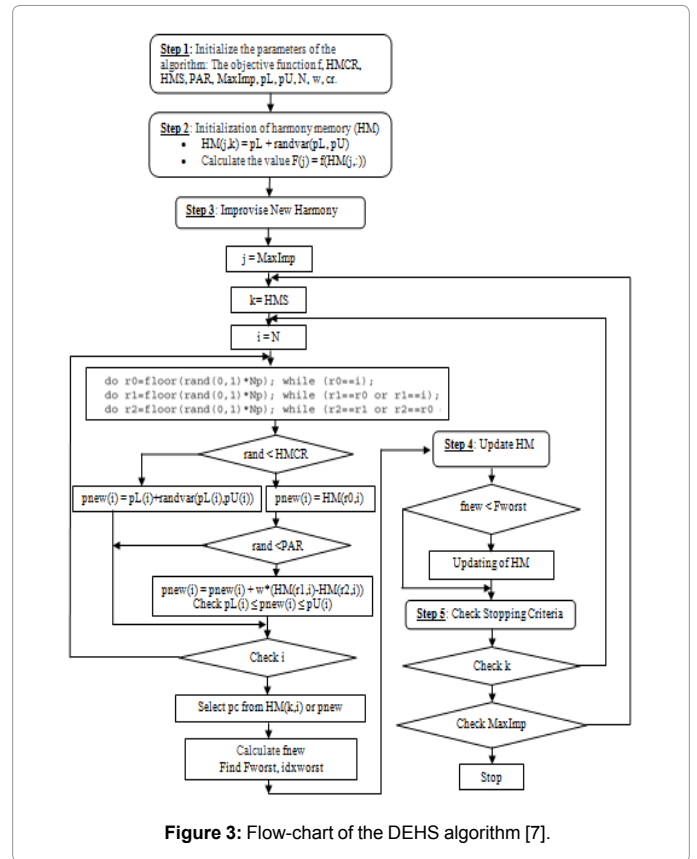 Step 1: Initialize the parameters of the
algorithm: The objective function f, HMCR,
HMS, PAR, MaxImp, pL, pU, N, w, cr.
Step 2: Initialization of harmony memory (HM)
• HM(j,k) = pL + randvar(pL, pU)
• Calculate the value F(j) = f(HM(j,:))
Step 3: Improvise New Harmony
j = MaxImp
k= HMS
i = N
do r0=floor(rand(0,1)*Np); while (r0==i);
do r1=floor(rand(0,1)*Np); while (r1==r0 or r1==i);
do r2=floor(rand(0,1)*Np); while (r2==r1 or r2==r0
rand < HMCR
pnew(i) = pL(i)+randvar(pL(i),pU(i))
pnew(i) = HM(r0,i)
rand <PAR
pnew(i) = pnew(i) + w*(HM(r1,i)-HM(r2,i))
Check pL(i) ≤ pnew(i) ≤ pU(i)
Check i
Select pc from HM(k,i) or pnew
Calculate fnew
Find Fworst, idxworst
Step 4: Update HM
fnew < Fworst
Updating of HM
Step 5: Check Stopping Criteria
Check k
Check MaxImp
Stop
Figure 3: Flow-chart of the DEHS algorithm [7].